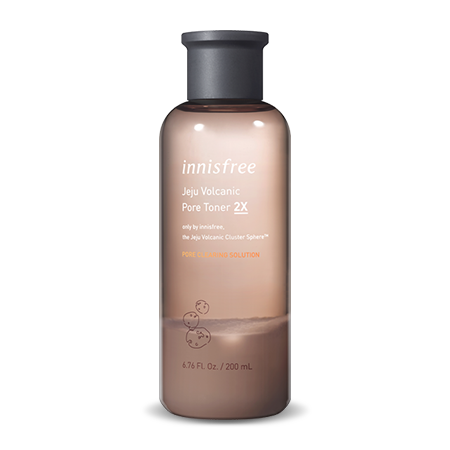 innisfree
Jeju Volcanic
Pore Toner 2X
only by innisfree,
the Jeju Volcanic Cluster Sphere™
PORE SOLUTION
6.76 Fl. Oz. / 200 mL